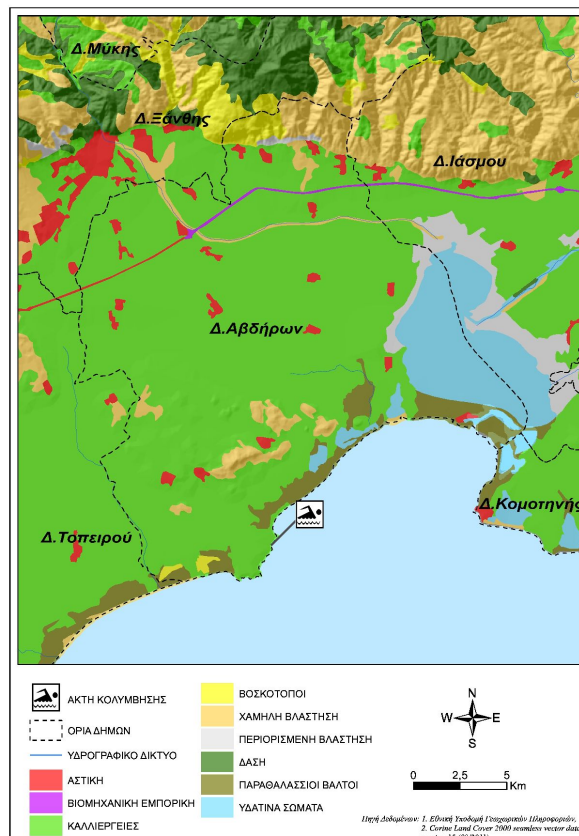 Δ.Μύκης
Δ.Ξάνθης
Δ.Ιάσμου
Δ.Αβδήρων
Δ.Κομοτηνής
Δ.Τοπειρού
ΑΚΤΗ ΚΟΛΥΜΒΗΣΗΣ
ΟΡΙΑ ΔΗΜΩΝ
ΥΔΡΟΓΡΑΦΙΚΟ ΔΙΚΤΥΟ
ΑΣΤΙΚΗ
ΒΙΟΜΗΧΑΝΙΚΗ ΕΜΠΟΡΙΚΗ
ΚΑΛΛΙΕΡΓΕΙΕΣ
ΒΟΣΚΟΤΟΠΟΙ
ΧΑΜΗΛΗ ΒΛΑΣΤΗΣΗ
ΠΕΡΙΟΡΙΣΜΕΝΗ ΒΛΑΣΤΗΣΗ
ΔΑΣΗ
ΠΑΡΑΘΑΛΑΣΣΙΟΙ ΒΑΛΤΟΙ
ΥΔΑΤΙΝΑ ΣΩΜΑΤΑ
N
W E
S
0 2,5 5
Km
Πηγή Δεδομένων: 1. Εθνική Υποδομή Γεωχωρικών Πληροφοριών,
2. Corine Land Cover 2000 seamless vector data